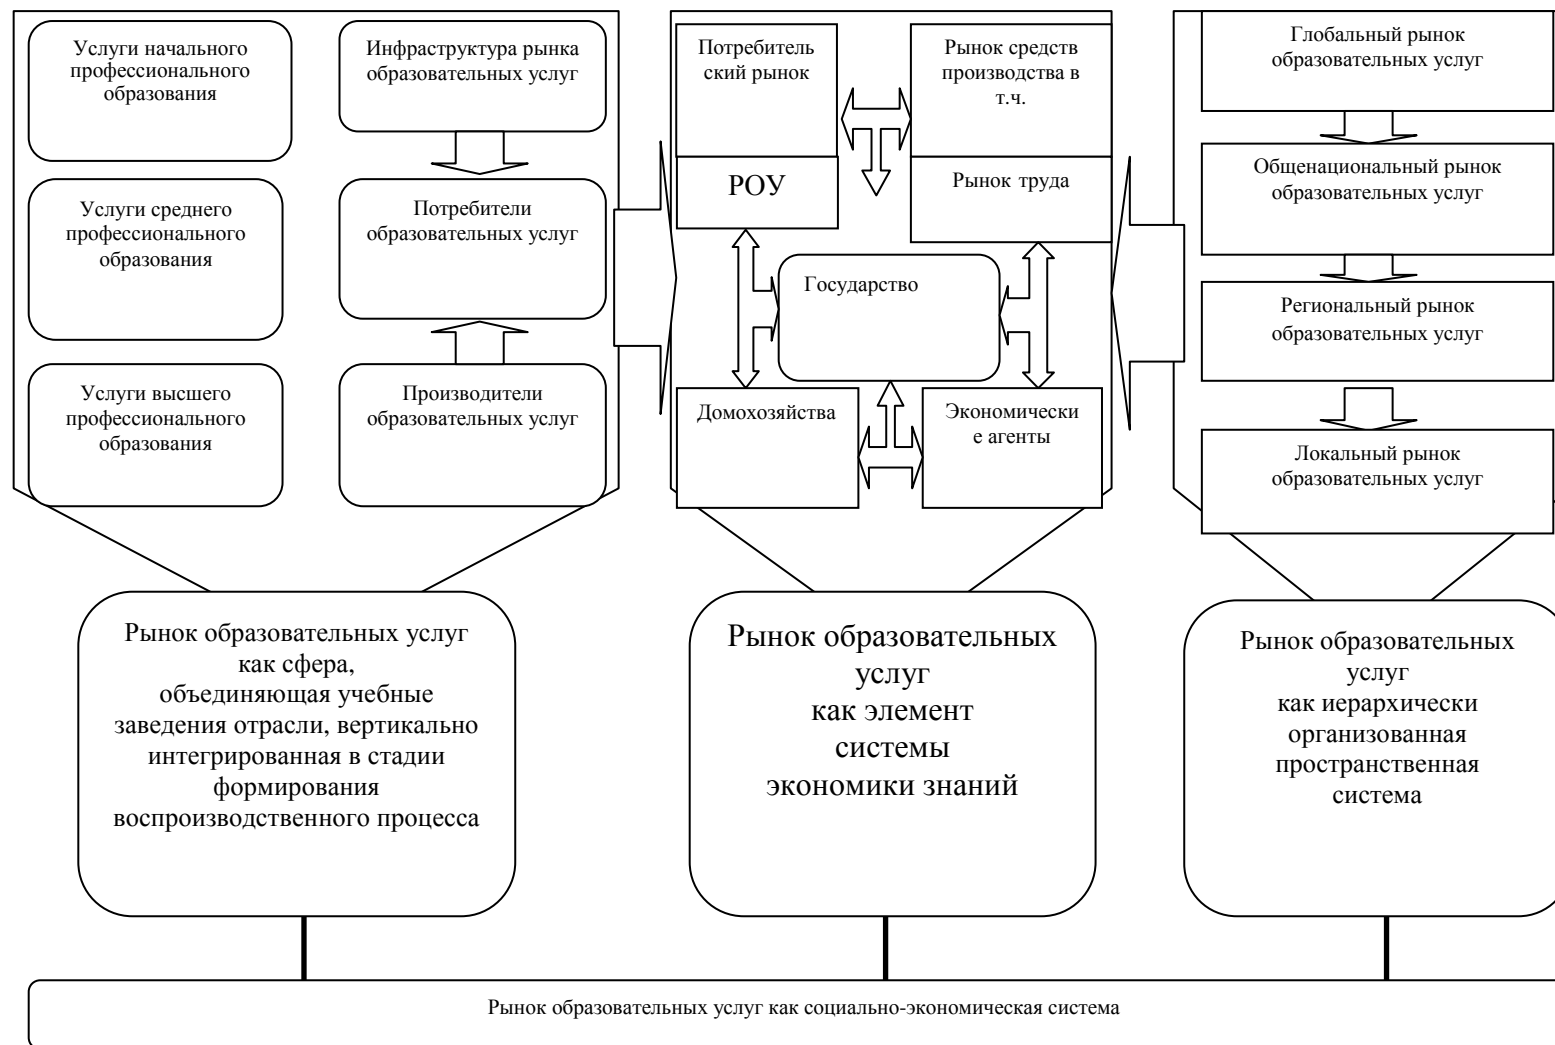 Услуги начального
профессионального
образования
Инфраструктура рынка
образовательных услуг
Услуги среднего
профессионального
образования
Потребители
образовательных услуг
Услуги высшего
профессионального
образования
Производители
образовательных услуг
Потребитель
ский рынок
Рынок средств
производства в
т.ч.
РОУ
Рынок труда
Государство
Домохозяйства
Экономически
е агенты
Глобальный рынок
образовательных услуг
Общенациональный рынок
образовательных услуг
Региональный рынок
образовательных услуг
Локальный рынок
образовательных услуг
Рынок образовательных услуг
как сфера,
объединяющая учебные
заведения отрасли, вертикально
интегрированная в стадии
формирования
воспроизводственного процесса
Рынок образовательных
услуг
как элемент
системы
экономики знаний
Рынок образовательных
услуг
как иерархически
организованная
пространственная
система
Рынок образовательных услуг как социально-экономическая система